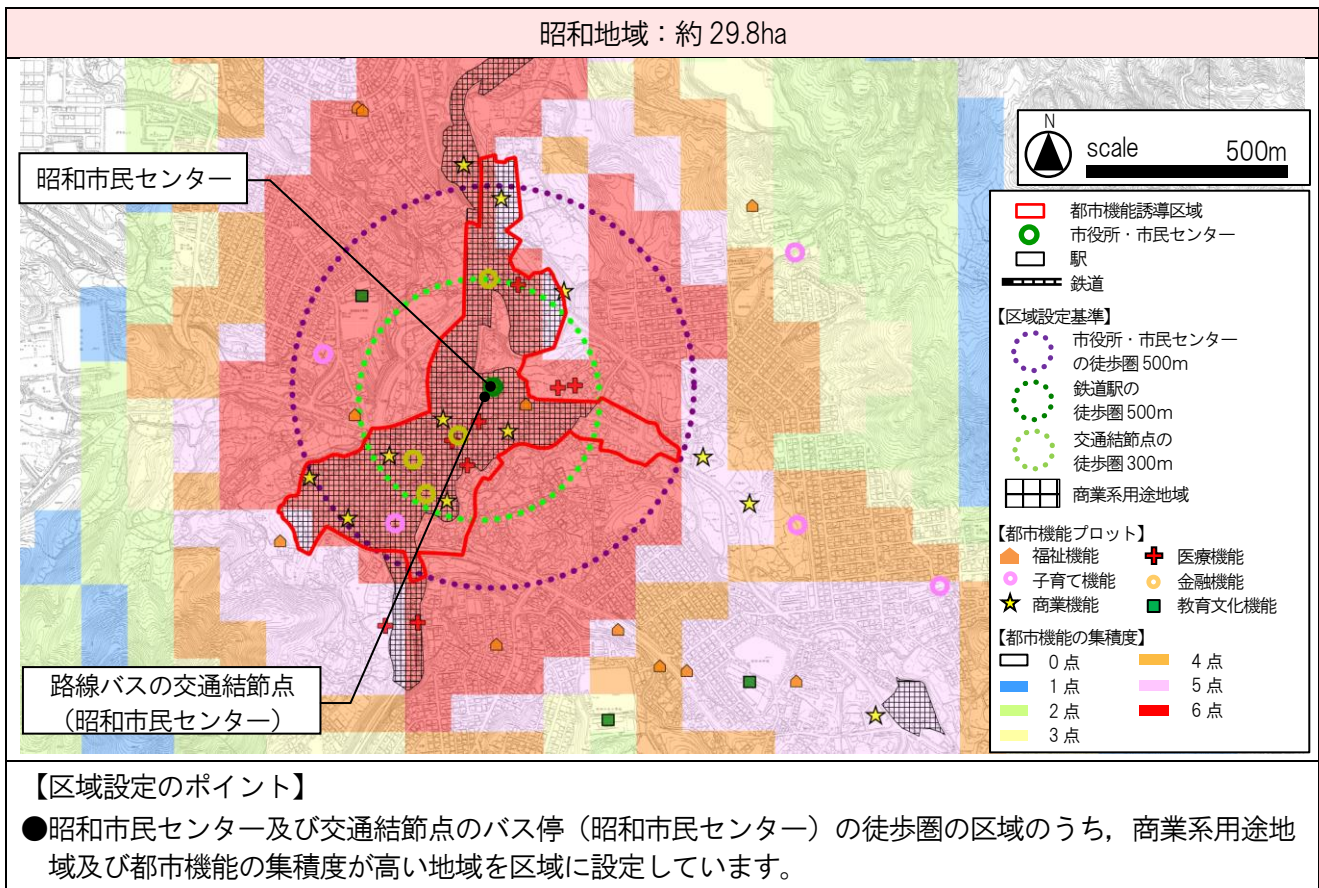 昭和地域：約 29.8ha
昭和市民センター
路線バスの交通結節点
（昭和市民センター）
N
scale 500m
都市機能誘導区域
市役所・市民センター
駅
鉄道
【区域設定基準】
市役所・市民センター
の徒歩圏 500m
鉄道駅の
徒歩圏 500m
交通結節点の
徒歩圏 300m
商業系用途地域
【都市機能プロット】
福祉機能 医療機能
子育て機能 金融機能
商業機能 教育文化機能
【都市機能の集積度】
0 点 4 点
1 点 5 点
2 点 6 点
3 点
【区域設定のポイント】
●昭和市民センター及び交通結節点のバス停（昭和市民センター）の徒歩圏の区域のうち，商業系用途地
域及び都市機能の集積度が高い地域を区域に設定しています。